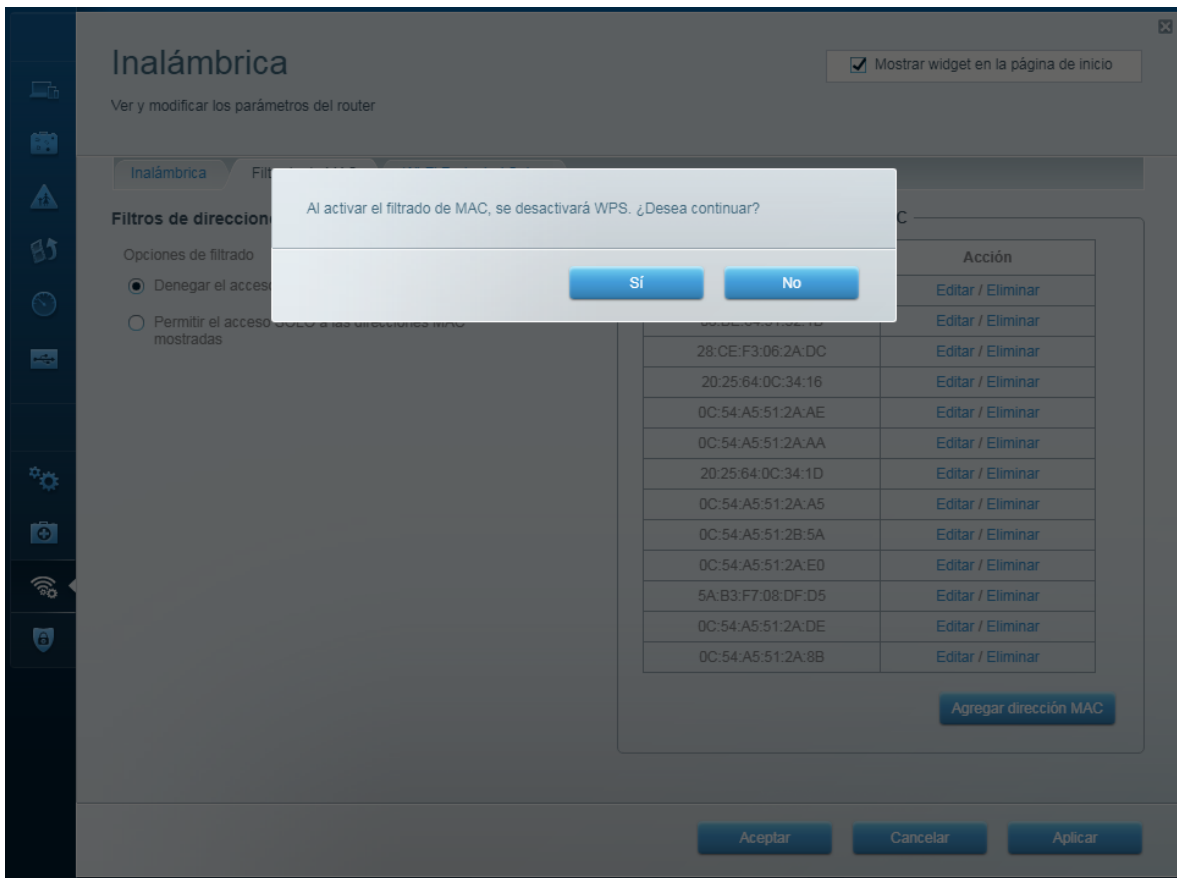 Inalámbrica
Mostrar widget en la página de inicio
Ver y modificar los parámetros del router
Inalámbrica
Al activar el filtrado de MAC, se desactivará WPS. ¿Desea continuar?
Sí
No
Filtros de
Opciones de filtrado
Denegar el
Permitir el acceso SOLO a las direcciones MAC
mostradas
Acción
Editar / Eliminar
Editar / Eliminar
28:CE:F3:06:2A:DC Editar / Eliminar
20:25:64:0C:34:16 Editar / Eliminar
0C:54:A5:51:2A:AE Editar / Eliminar
0C:54:A5:51:2A:AA Editar / Eliminar
20:25:64:0C:34:1D Editar / Eliminar
0C:54:A5:51:2A:A5 Editar / Eliminar
0C:54:A5:51:2B:5A Editar / Eliminar
0C:54:A5:51:2A:E0 Editar / Eliminar
5A:B3:F7:08:DF:D5 Editar / Eliminar
0C:54:A5:51:2A:DE Editar / Eliminar
0C:54:A5:51:2A:8B Editar / Eliminar
Agregar dirección MAC
Aceptar
Cancelar
Aplicar